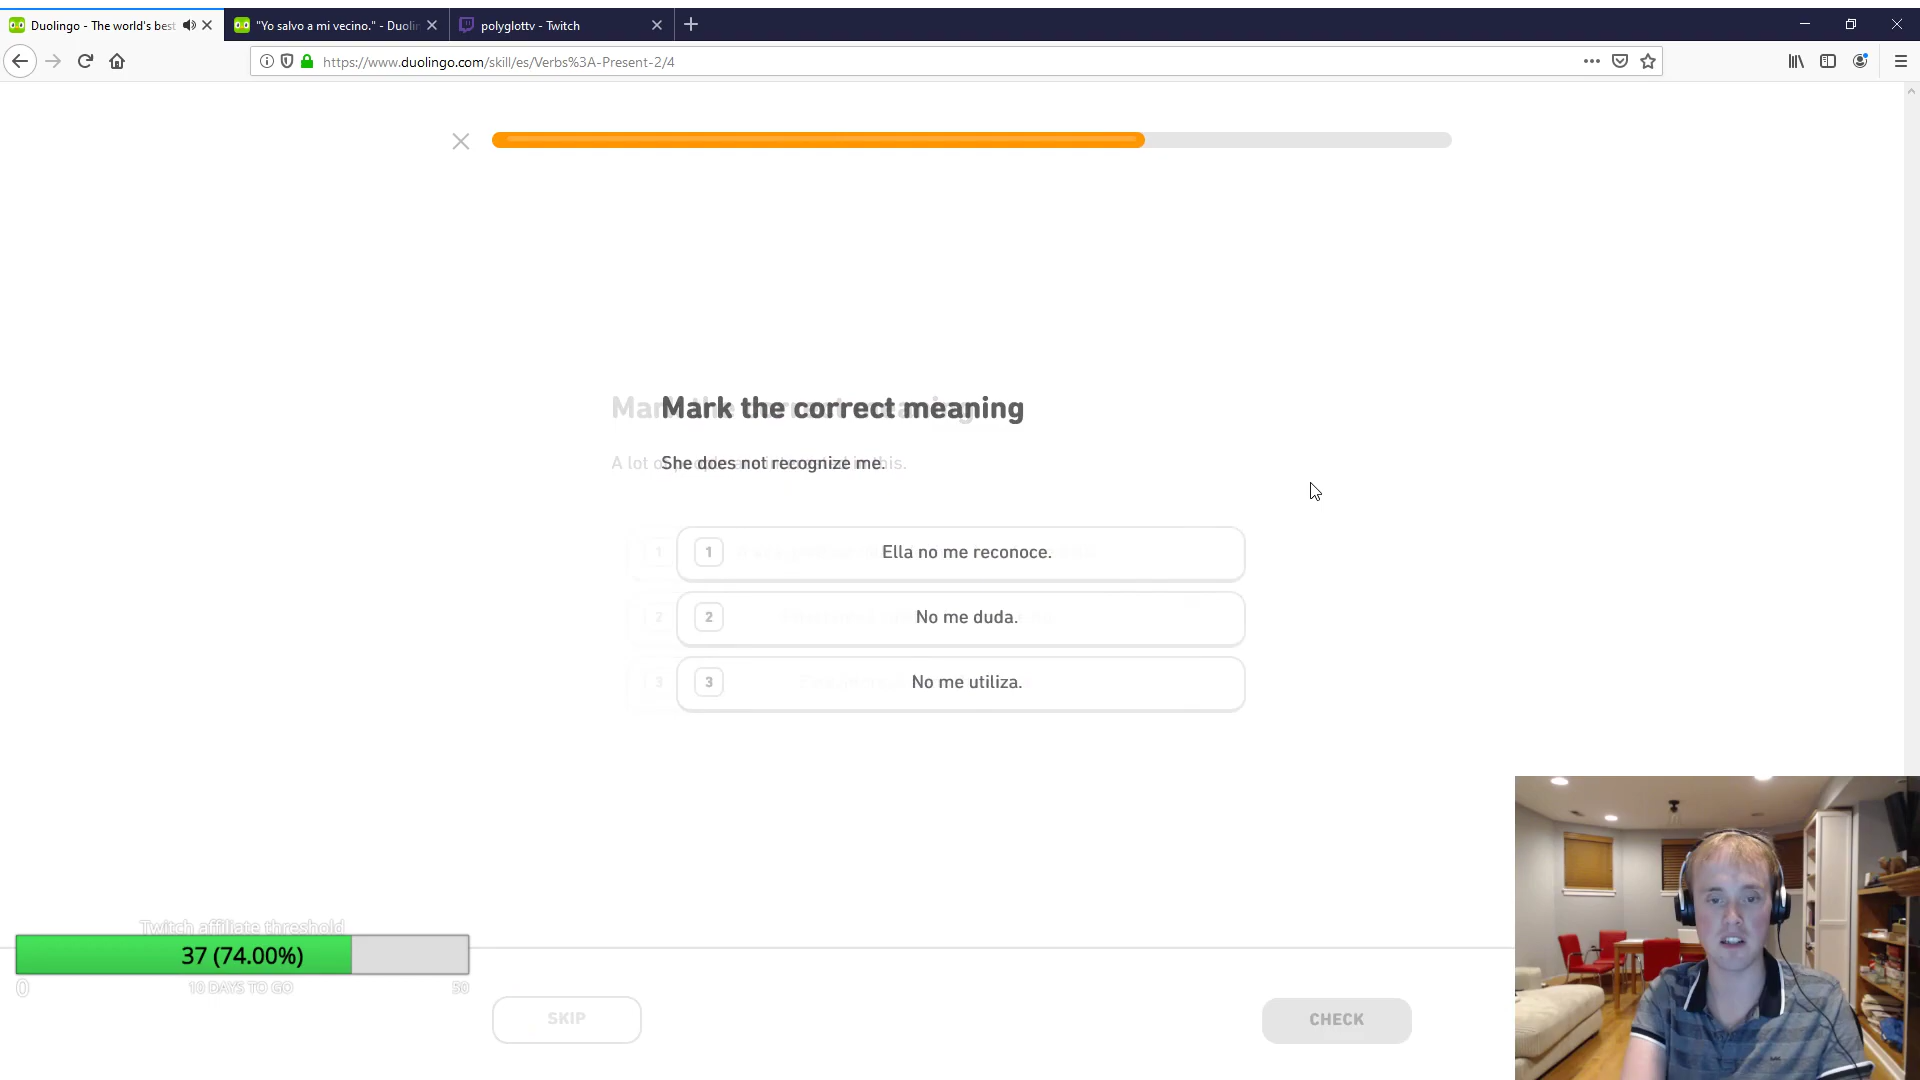 Duolingo - The world's best
"Yo salvo a mi vecino." - Duolin
polyglottv - Twitch
https://www.duolingo.com/skill/es/Verbs%3A-Present-2/4
Mark the correct meaning
She does not recognize me.
1 Ella no me reconoce.
2 No me duda.
3 No me utiliza.
Twitch affiliate threshold
37 (74.00%)
0 10 DAYS TO GO 50
SKIP
CHECK